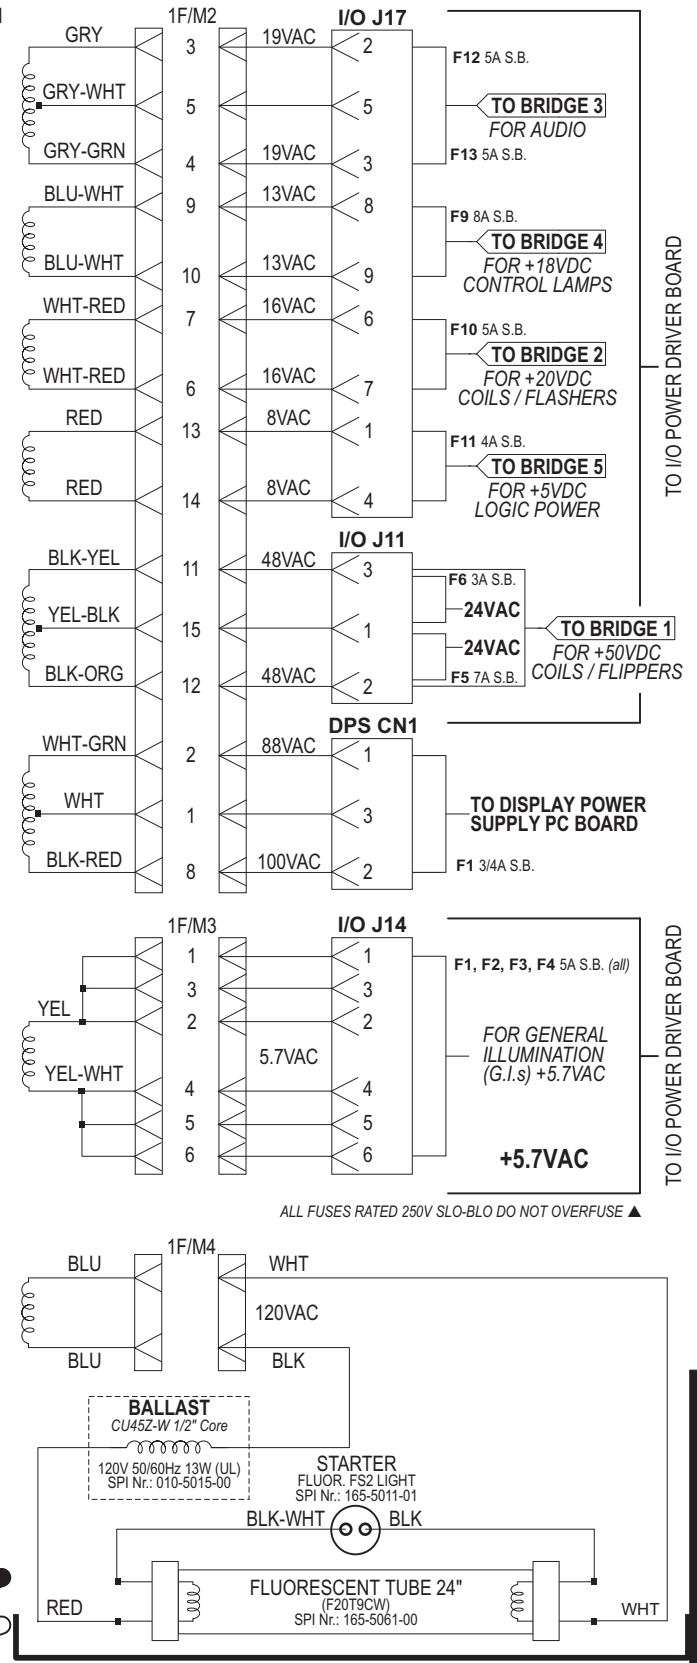 1F/M2
I/O J17
GRY 3 19VAC 2
F12 5A S.B.
GRY-WHT 5 5
TO BRIDGE 3
FOR AUDIO
GRY-GRN 4 19VAC 3
F13 5A S.B.
BLU-WHT 9 13VAC 8
F9 8A S.B.
TO BRIDGE 4
FOR +18VDC
CONTROL LAMPS
BLU-WHT 10 13VAC 9
WHT-RED 7 16VAC 6
F10 5A S.B.
TO BRIDGE 2
FOR +20VDC
COILS / FLASHERS
WHT-RED 6 16VAC 7
RED 13 8VAC 1
F11 4A S.B.
TO BRIDGE 5
FOR +5VDC
LOGIC POWER
RED 14 8VAC 4
TO I/O POWER DRIVER BOARD
I/O J11
BLK-YEL 11 48VAC 3
F6 3A S.B.
24VAC
YEL-BLK 15 1
TO BRIDGE 1
24VAC
FOR +50VDC
COILS / FLIPPERS
BLK-ORG 12 48VAC 2
F5 7A S.B.
DPS CN1
WHT-GRN 2 88VAC 1
WHT 1 3
TO DISPLAY POWER
SUPPLY PC BOARD
BLK-RED 8 100VAC 2
F1 3/4A S.B.
1F/M3
I/O J14
1 1
F1, F2, F3, F4 5A S.B. (all)
3 3
YEL 2 2
5.7VAC
FOR GENERAL
ILLUMINATION
(G.I.s) +5.7VAC
YEL-WHT 4 4
5 5
6 6
+5.7VAC
TO I/O POWER DRIVER BOARD
ALL FUSES RATED 250V SLO-BLO DO NOT OVERFUSE ▲
1F/M4
BLU WHT
120VAC
BLU BLK
BALLAST
CU45Z-W 1/2" Core
120V 50/60Hz 13W (UL)
SPI Nr.: 010-5015-00
STARTER
FLUOR. FS2 LIGHT
SPI Nr.: 165-5011-01
BLK-WHT BLK
FLUORESCENT TUBE 24"
(F20T9CW)
SPI Nr.: 165-5061-00
RED WHT